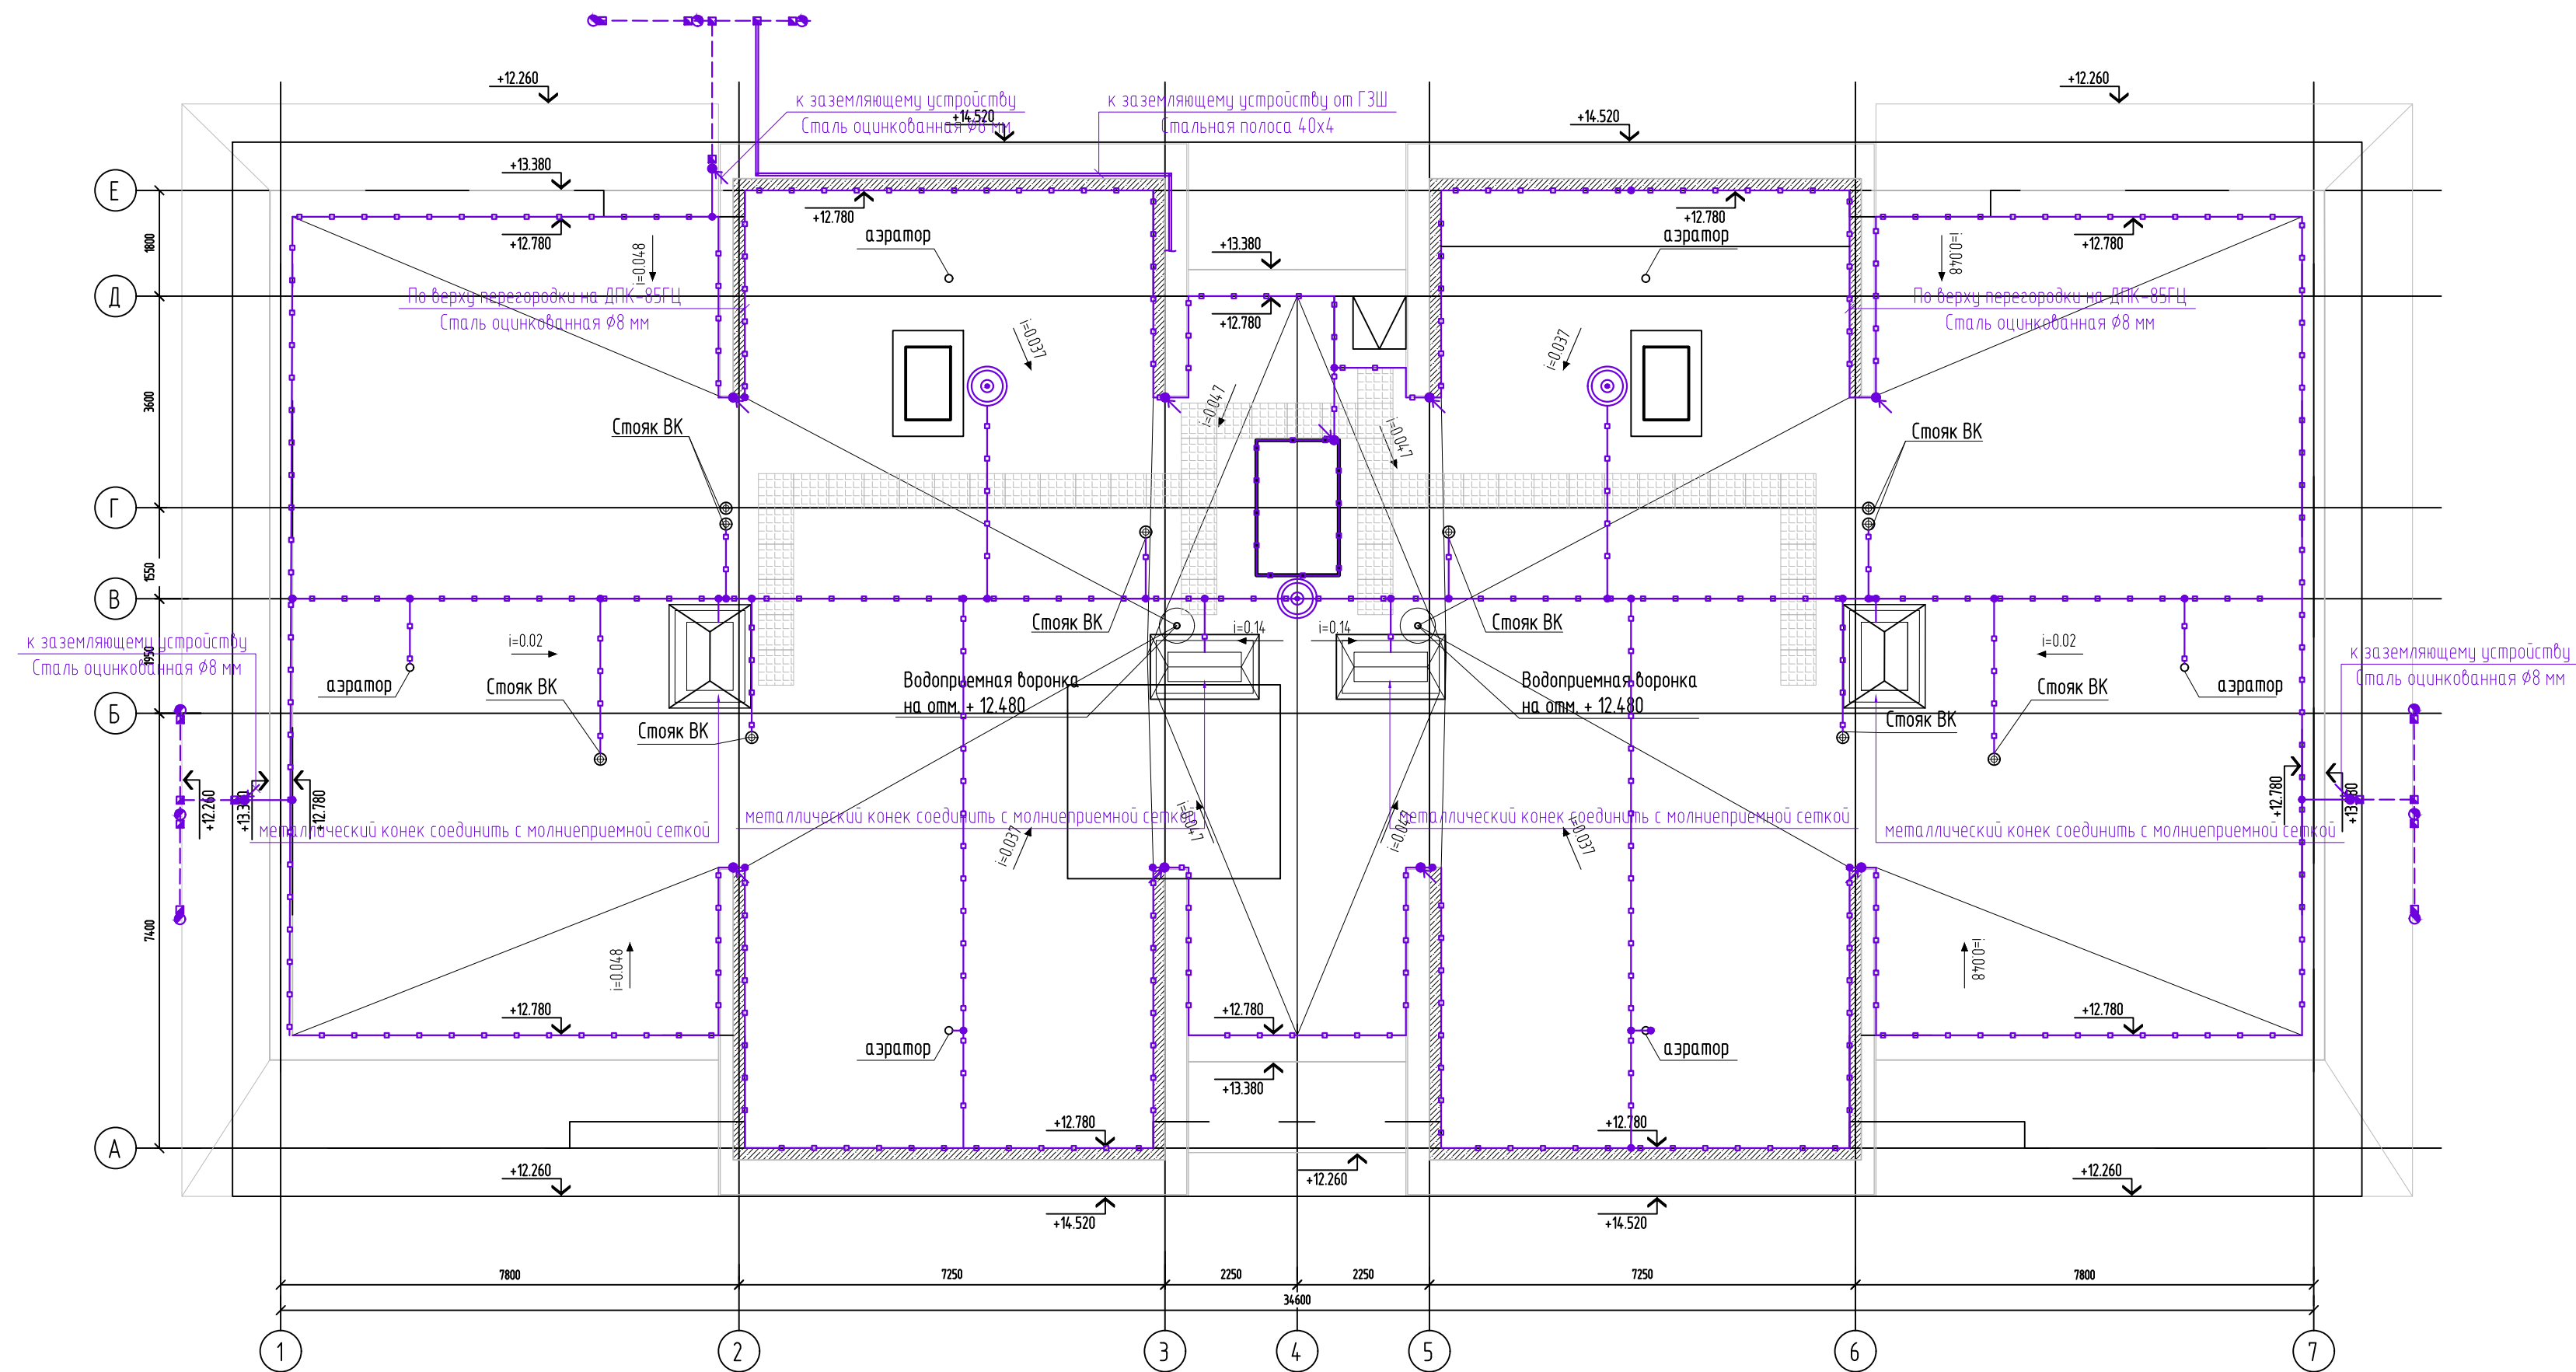 +12.260
+12.260
к заземляющему устройству
Сталь оцинкованная Ø8 мм
+14.520
к заземляющему устройству от ГЗШ
Стальная полоса 40х4
+14.520
+13.380
Е
+12.780
+12.780
+12.780
+12.780
аэратор
аэратор
1800
i=0.048
+13.380
i=0.048
Д
По верху перегородки на ДПК-85ГЦ
Сталь оцинкованная Ø8 мм
+12.780
По верху перегородки на ДПК-85ГЦ
Сталь оцинкованная Ø8 мм
i=0.037
i=0.037
3600
i=0.047
i=0.047
Стояк ВК
Стояк ВК
Г
1550
В
Стояк ВК
i=0.14
i=0.14
Стояк ВК
к заземляющему устройству
Сталь оцинкованная Ø8 мм
1950
i=0.02
i=0.02
к заземляющему устройству
Сталь оцинкованная Ø8 мм
аэратор
Стояк ВК
Водоприемная воронка
на отм. + 12.480
Водоприемная воронка
на отм. + 12.480
Стояк ВК
аэратор
Б
Стояк ВК
Стояк ВК
+12.260
+13.380
+12.780
+12.780
+13.380
металлический конек соединить с молниеприемной сеткой
металлический конек соединить с молниеприемной сеткой
металлический конек соединить с молниеприемной сеткой
металлический конек соединить с молниеприемной сеткой
i=0.037
i=0.047
i=0.047
i=0.037
7400
i=0.048
i=0.048
+12.780
+12.780
+12.780
аэратор
аэратор
+13.380
+12.780
+12.780
А
+12.260
+12.260
+12.260
+14.520
+14.520
7800
7250
2250
2250
7250
7800
34600
1
2
3
4
5
6
7